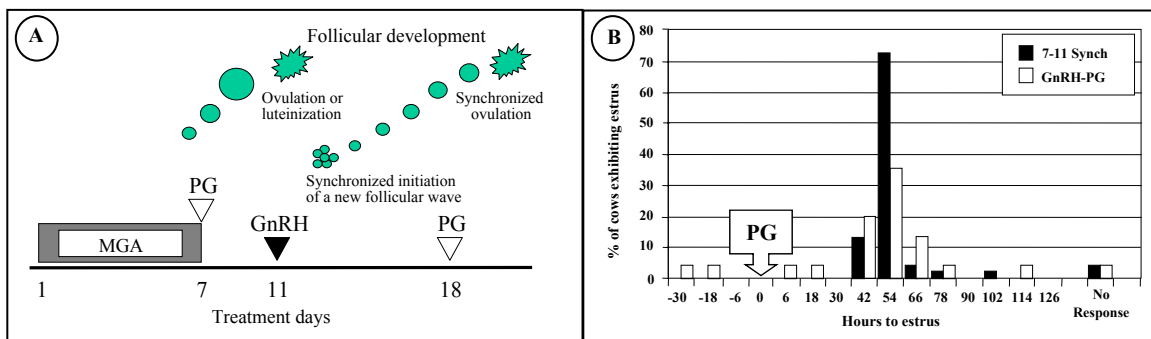 A
Follicular development
Ovulation or
luteinization
Synchronized
ovulation
Synchronized initiation
of a new follicular wave
PG
GnRH
PG
MGA
1 7 11 18
Treatment days
B
% of cows exhibiting estrus
80
70
60
50
40
30
20
10
0
7-11 Synch
GnRH-PG
PG
-30 -18 -6 0 6 18 30 42 54 66 78 90 102 114 126 No
Response
Hours to estrus